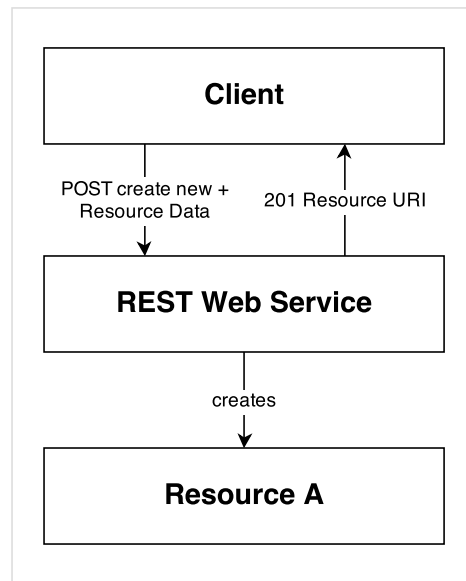 Client
POST create new +
Resource Data
201 Resource URI
REST Web Service
creates
Resource A